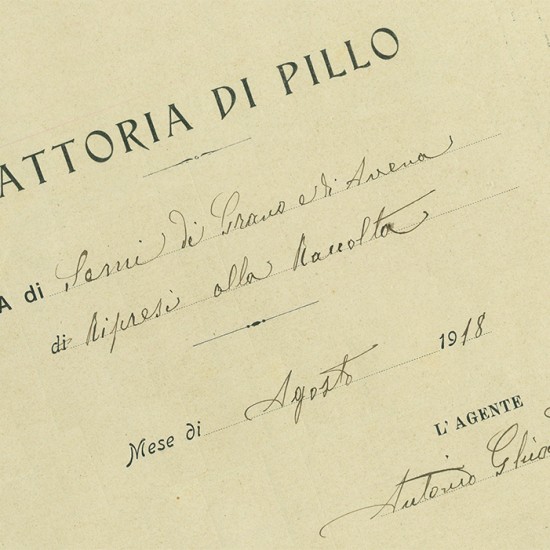 ATTORIA DI PILLO
A di Semi di Grano e di Avena
di Ripresi alla Raccolta
Mese di Agosto 1918
L'AGENTE
Antonio